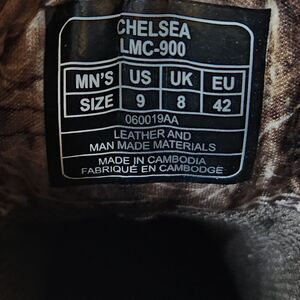 CHELSEA
LMC-900
MN'S US UK EU
SIZE 9 8 42
060019AA
LEATHER AND
MAN MADE MATERIALS
MADE IN CAMBODIA
FABRIQUÉ EN CAMBODGE